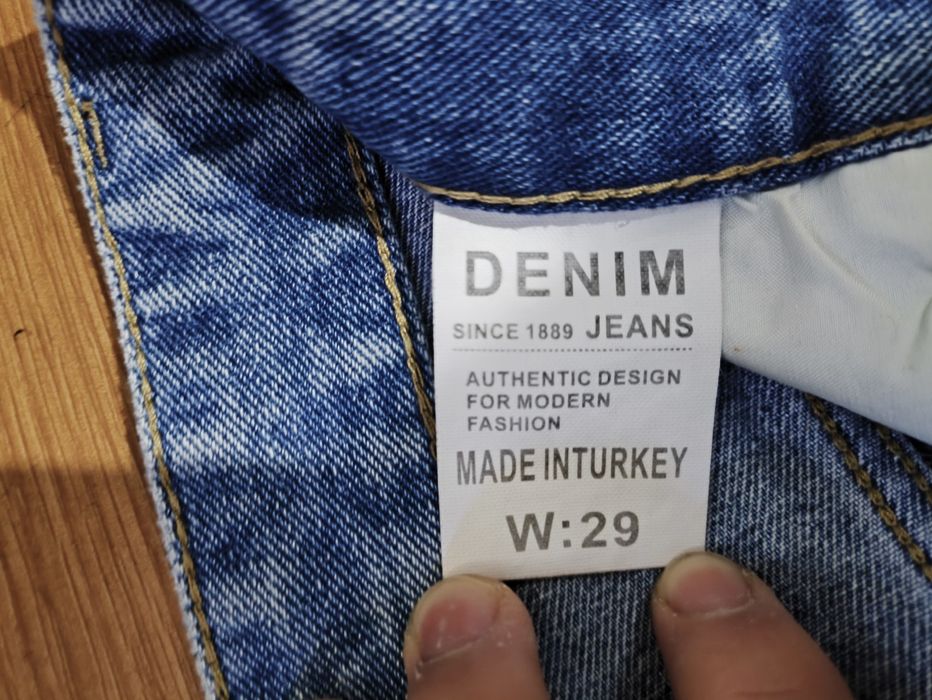 DENIM
SINCE 1889 JEANS
AUTHENTIC DESIGN
FOR MODERN
FASHION
MADE INTURKEY
W:29